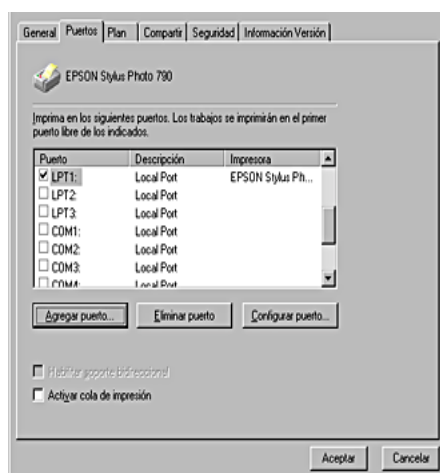 General Puertos Plan Compartir Seguridad Información Versión
EPSON Stylus Photo 790
Imprima en los siguientes puertos. Los trabajos se imprimirán en el primer
puerto libre de los indicados.
Puerto Descripción Impresora
LPT1: Local Port EPSON Stylus Ph...
LPT2: Local Port
LPT3: Local Port
COM1: Local Port
COM2: Local Port
COM3: Local Port
COM4: Local Port
Agregar puerto... Eliminar puerto Configurar puerto...
Habilitar soporte bidireccional
Activar cola de impresión
Aceptar Cancelar